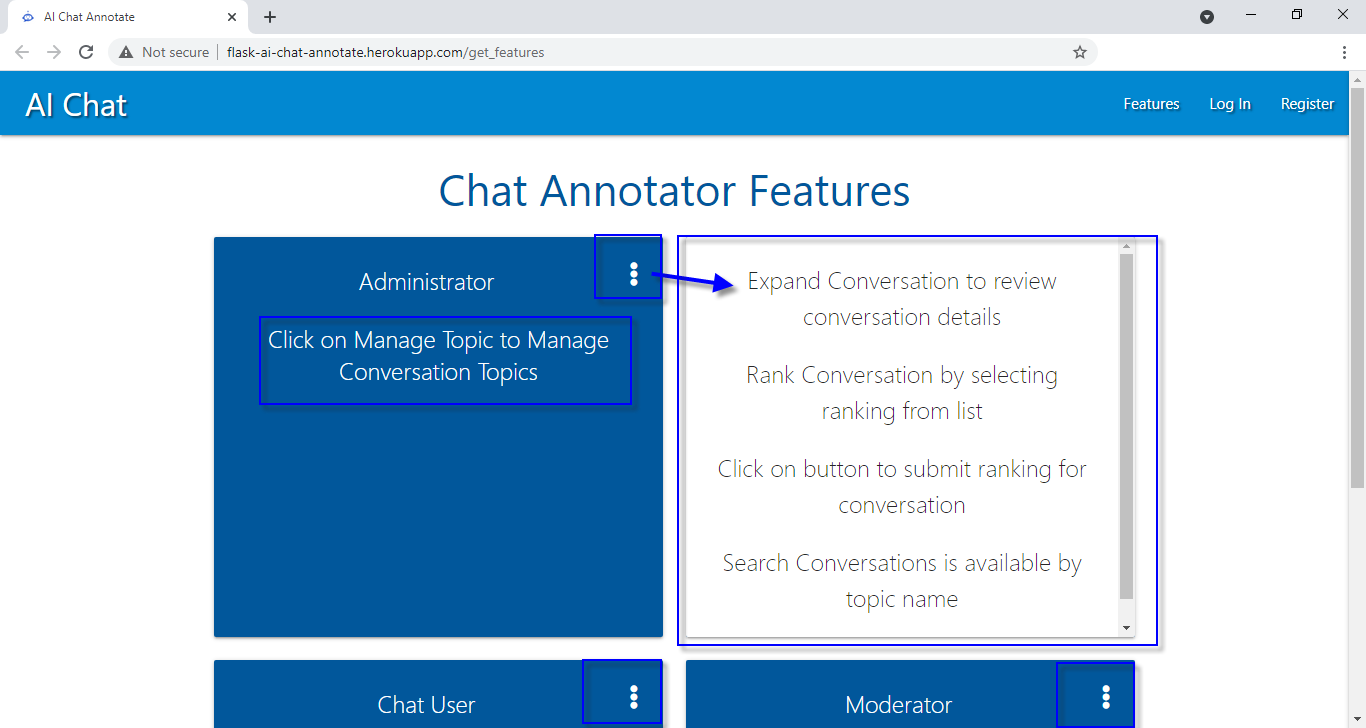 AI Chat Annotate
Not secure
flask-ai-chat-annotate.herokuapp.com/get_features
AI Chat
Features
Log In
Register
Chat Annotator Features
Administrator
Click on Manage Topic to Manage
Conversation Topics
Expand Conversation to review
conversation details
Rank Conversation by selecting
ranking from list
Click on button to submit ranking for
conversation
Search Conversations is available by
topic name
Chat User
Moderator